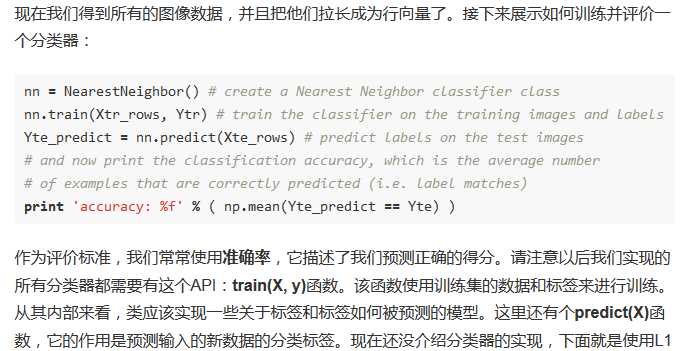 现在我们得到所有的图像数据，并且把他们拉长成为行向量了。接下来展示如何训练并评价一
个分类器：
nn = NearestNeighbor() # create a Nearest Neighbor classifier class
nn.train(Xtr_rows, Ytr) # train the classifier on the training images and labels
Yte_predict = nn.predict(Xte_rows) # predict labels on the test images
# and now print the classification accuracy, which is the average number
# of examples that are correctly predicted (i.e. label matches)
print 'accuracy: %f' % ( np.mean(Yte_predict == Yte) )
作为评价标准，我们常常使用准确率，它描述了我们预测正确的得分。请注意以后我们实现的
所有分类器都需要有这个API：train(X, y)函数。该函数使用训练集的数据和标签来进行训练。
从其内部来看，类应该实现一些关于标签和标签如何被预测的模型。这里还有个predict(X)函
数，它的作用是预测输入的新数据的分类标签。现在还没介绍分类器的实现，下面就是使用L1